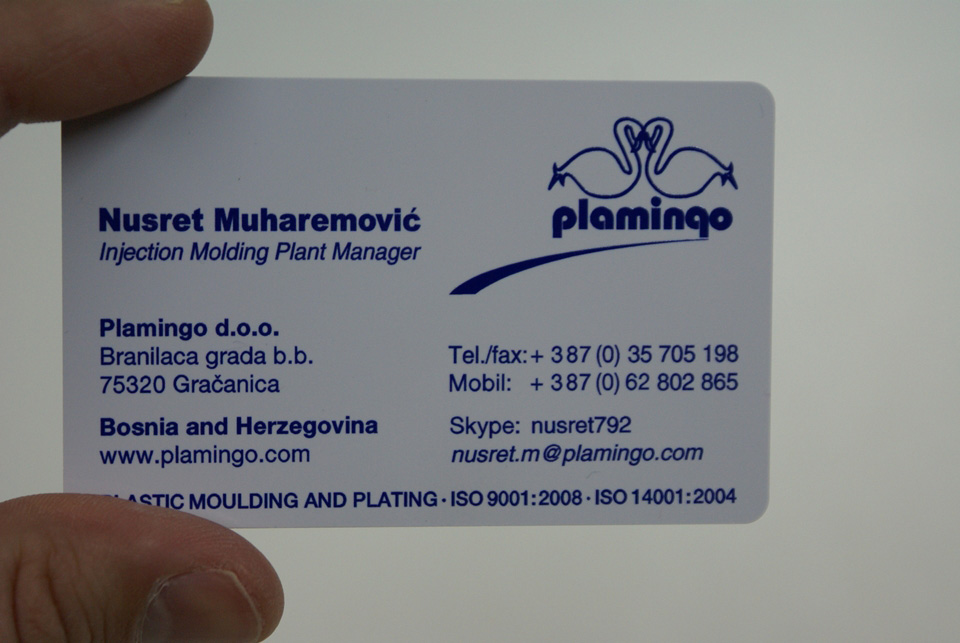 plamingo
Nusret Muharemović
Injection Molding Plant Manager
Plamingo d.o.o.
Branilaca grada b.b.
75320 Gračanica
Bosnia and Herzegovina
www.plamingo.com
Tel./fax:+ 387 (0) 35 705 198
Mobil: + 387 (0) 62 802 865
Skype: nusret792
nusret.m@plamingo.com
PLASTIC MOULDING AND PLATING · ISO 9001:2008 · ISO 14001:2004